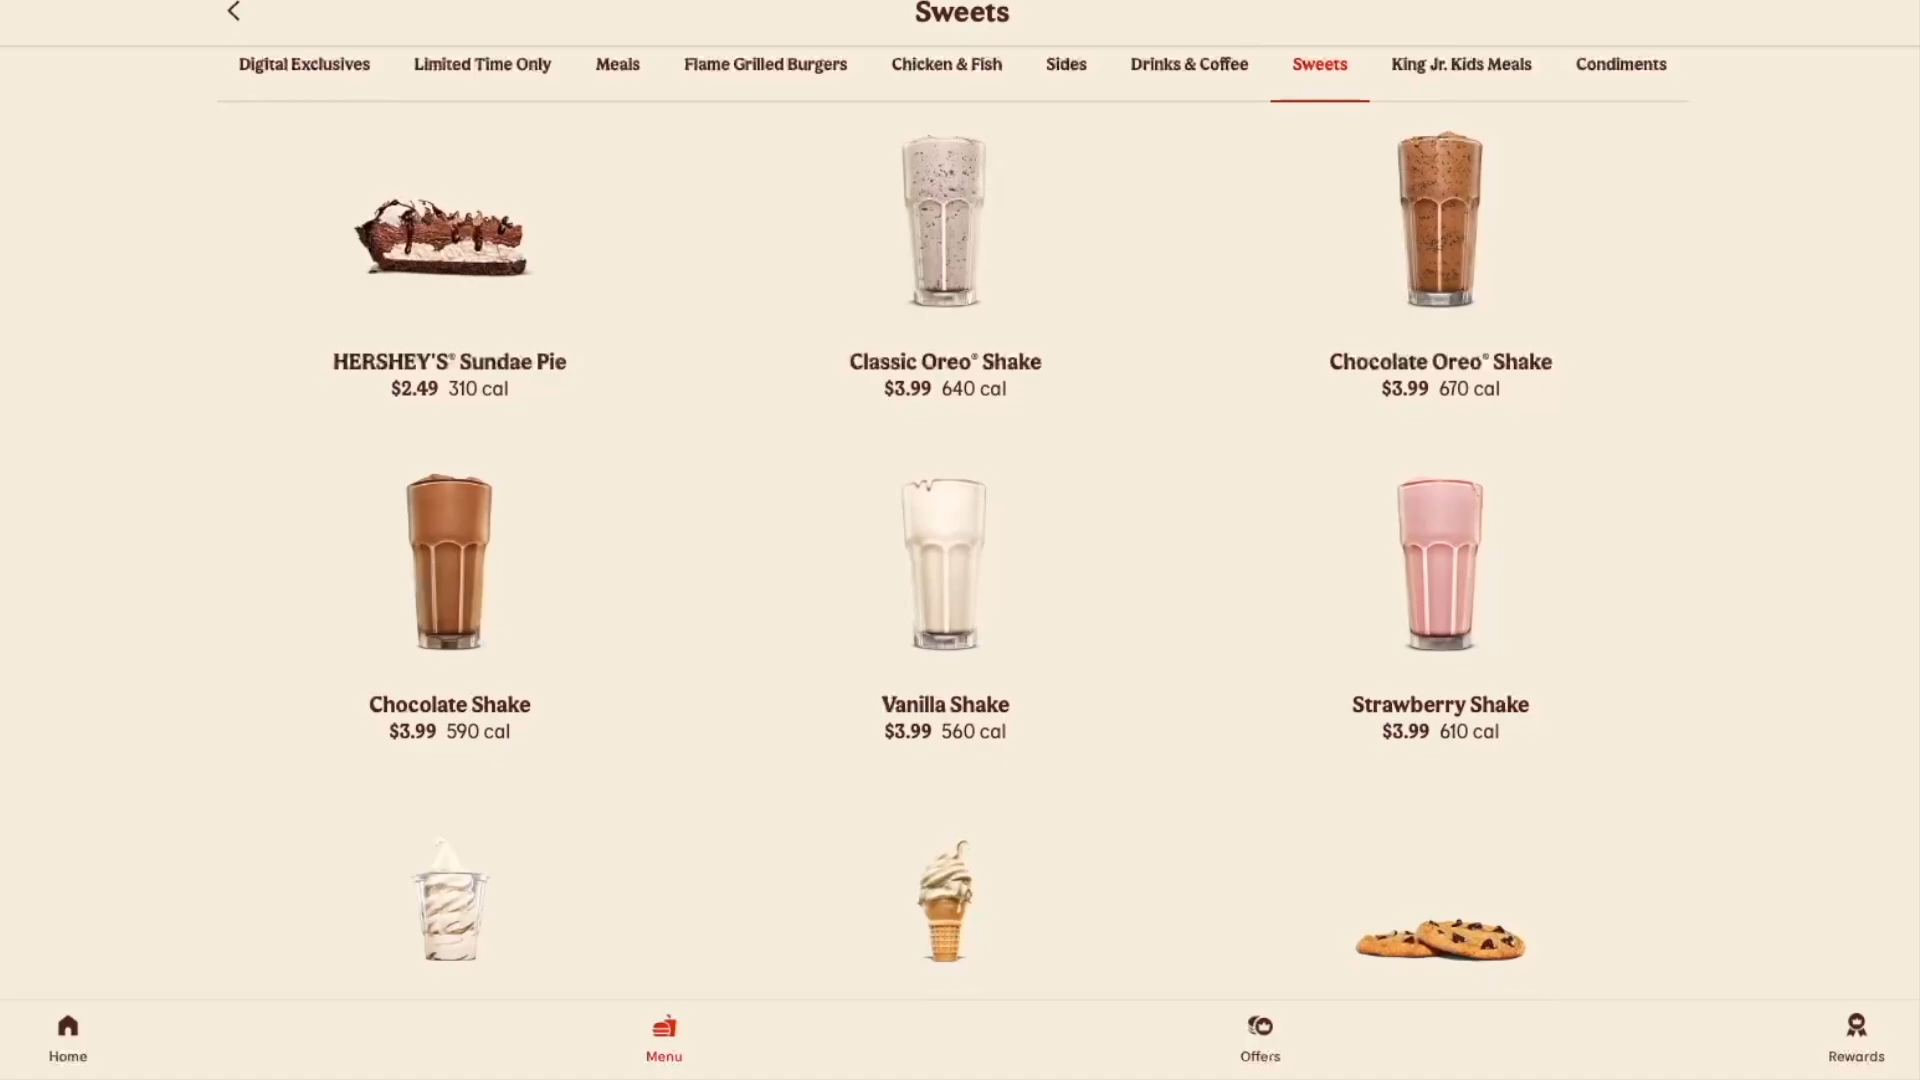 Sweets
Digital Exclusives
Limited Time Only
Meals
Flame Grilled Burgers
Chicken & Fish
Sides
Drinks & Coffee
Sweets
King Jr. Kids Meals
Condiments
HERSHEY'S® Sundae Pie
$2.49 310 cal
Classic Oreo® Shake
$3.99 640 cal
Chocolate Oreo® Shake
$3.99 670 cal
Chocolate Shake
$3.99 590 cal
Vanilla Shake
$3.99 560 cal
Strawberry Shake
$3.99 610 cal
Home
Menu
Offers
Rewards